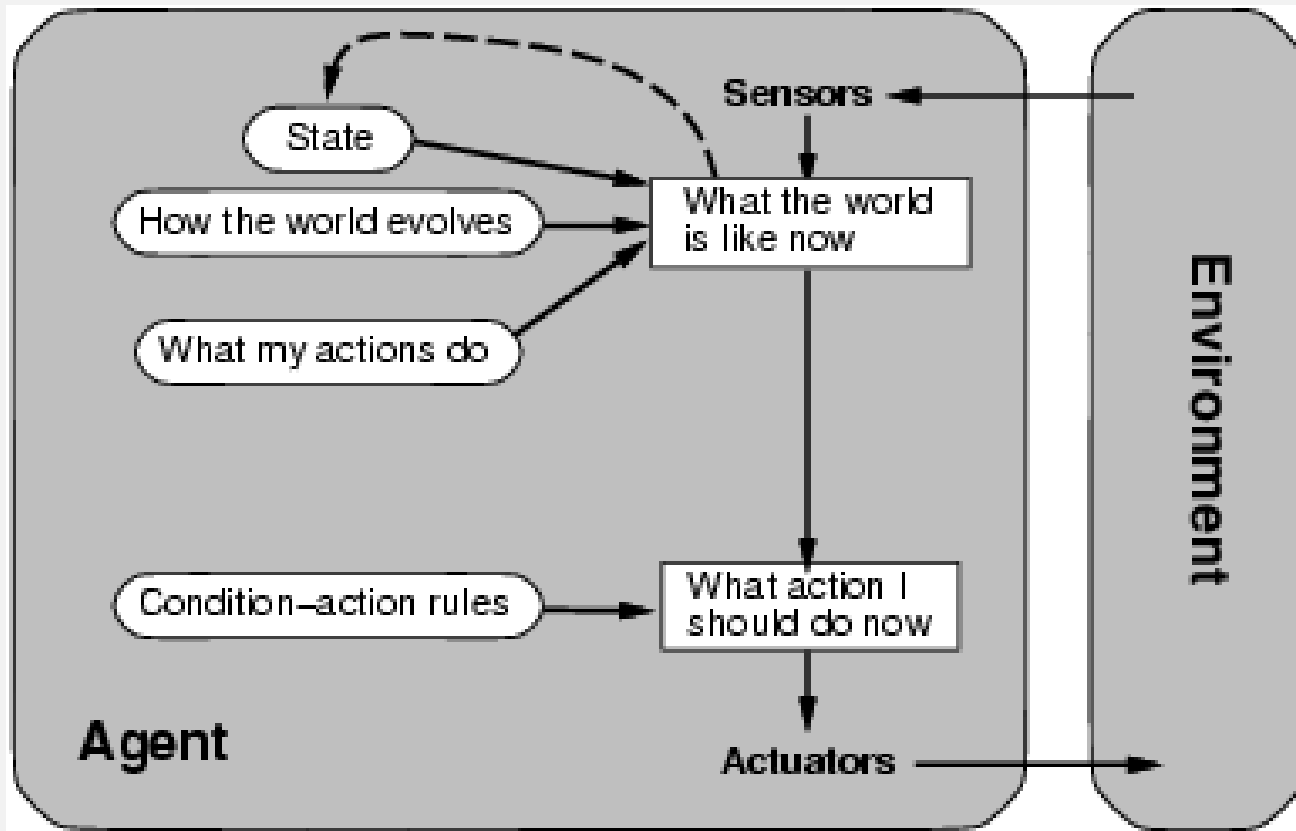 Sensors
State
What the world
is like now
How the world evolves
What my actions do
Environment
Condition–action rules
What action I
should do now
Agent
Actuators